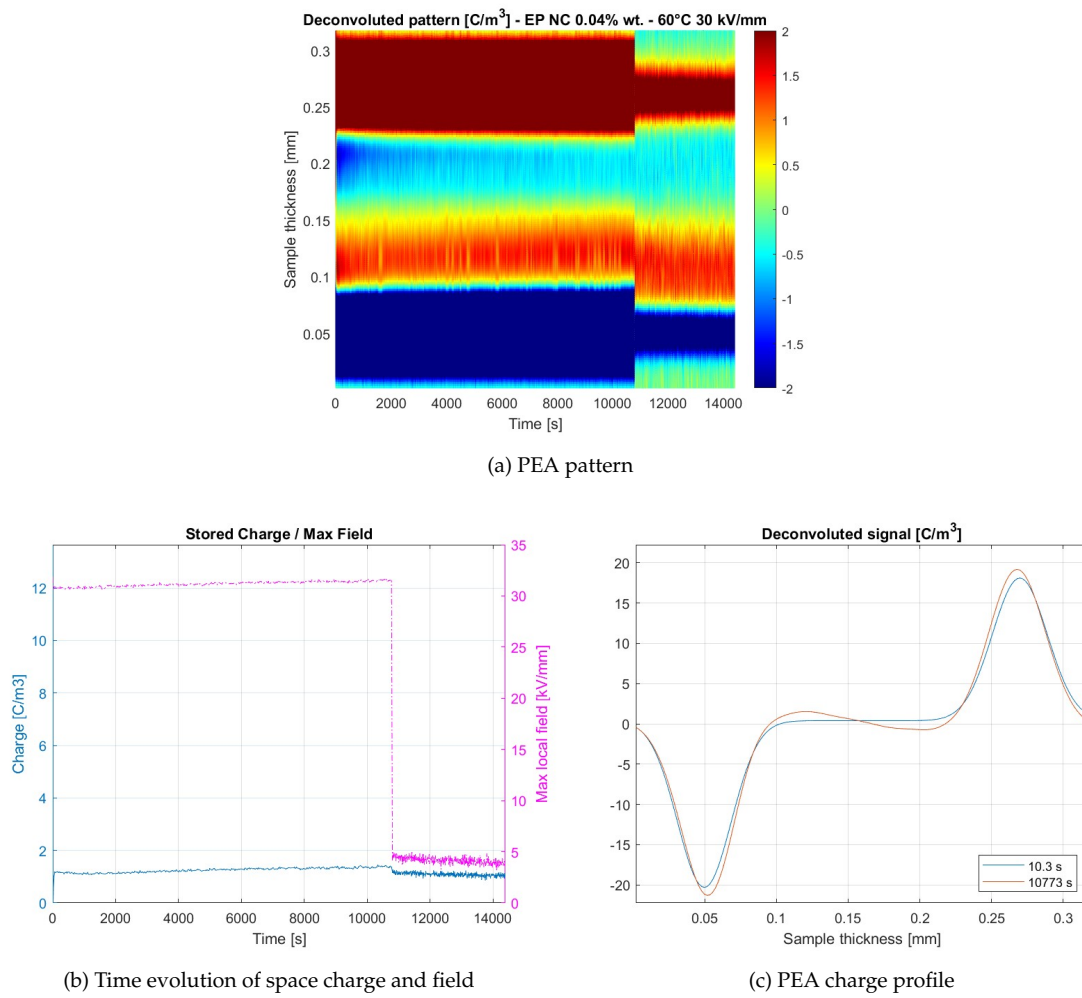 Deconvoluted pattern [C/m³] - EP NC 0.04% wt. - 60°C 30 kV/mm
0.3
0.25
0.2
0.15
0.1
0.05
Sample thickness [mm]
0 2000 4000 6000 8000 10000 12000 14000
Time [s]
2
1.5
1
0.5
0
-0.5
-1
-1.5
-2
(a) PEA pattern
Stored Charge / Max Field
12
10
8
6
4
2
0
Charge [C/m3]
35
30
25
20
15
10
5
0
Max local field [kV/mm]
0 2000 4000 6000 8000 10000 12000 14000
Time [s]
(b) Time evolution of space charge and field
Deconvoluted signal [C/m³]
20
15
10
5
0
-5
-10
-15
-20
10.3 s
10773 s
0.05 0.1 0.15 0.2 0.25 0.3
Sample thickness [mm]
(c) PEA charge profile